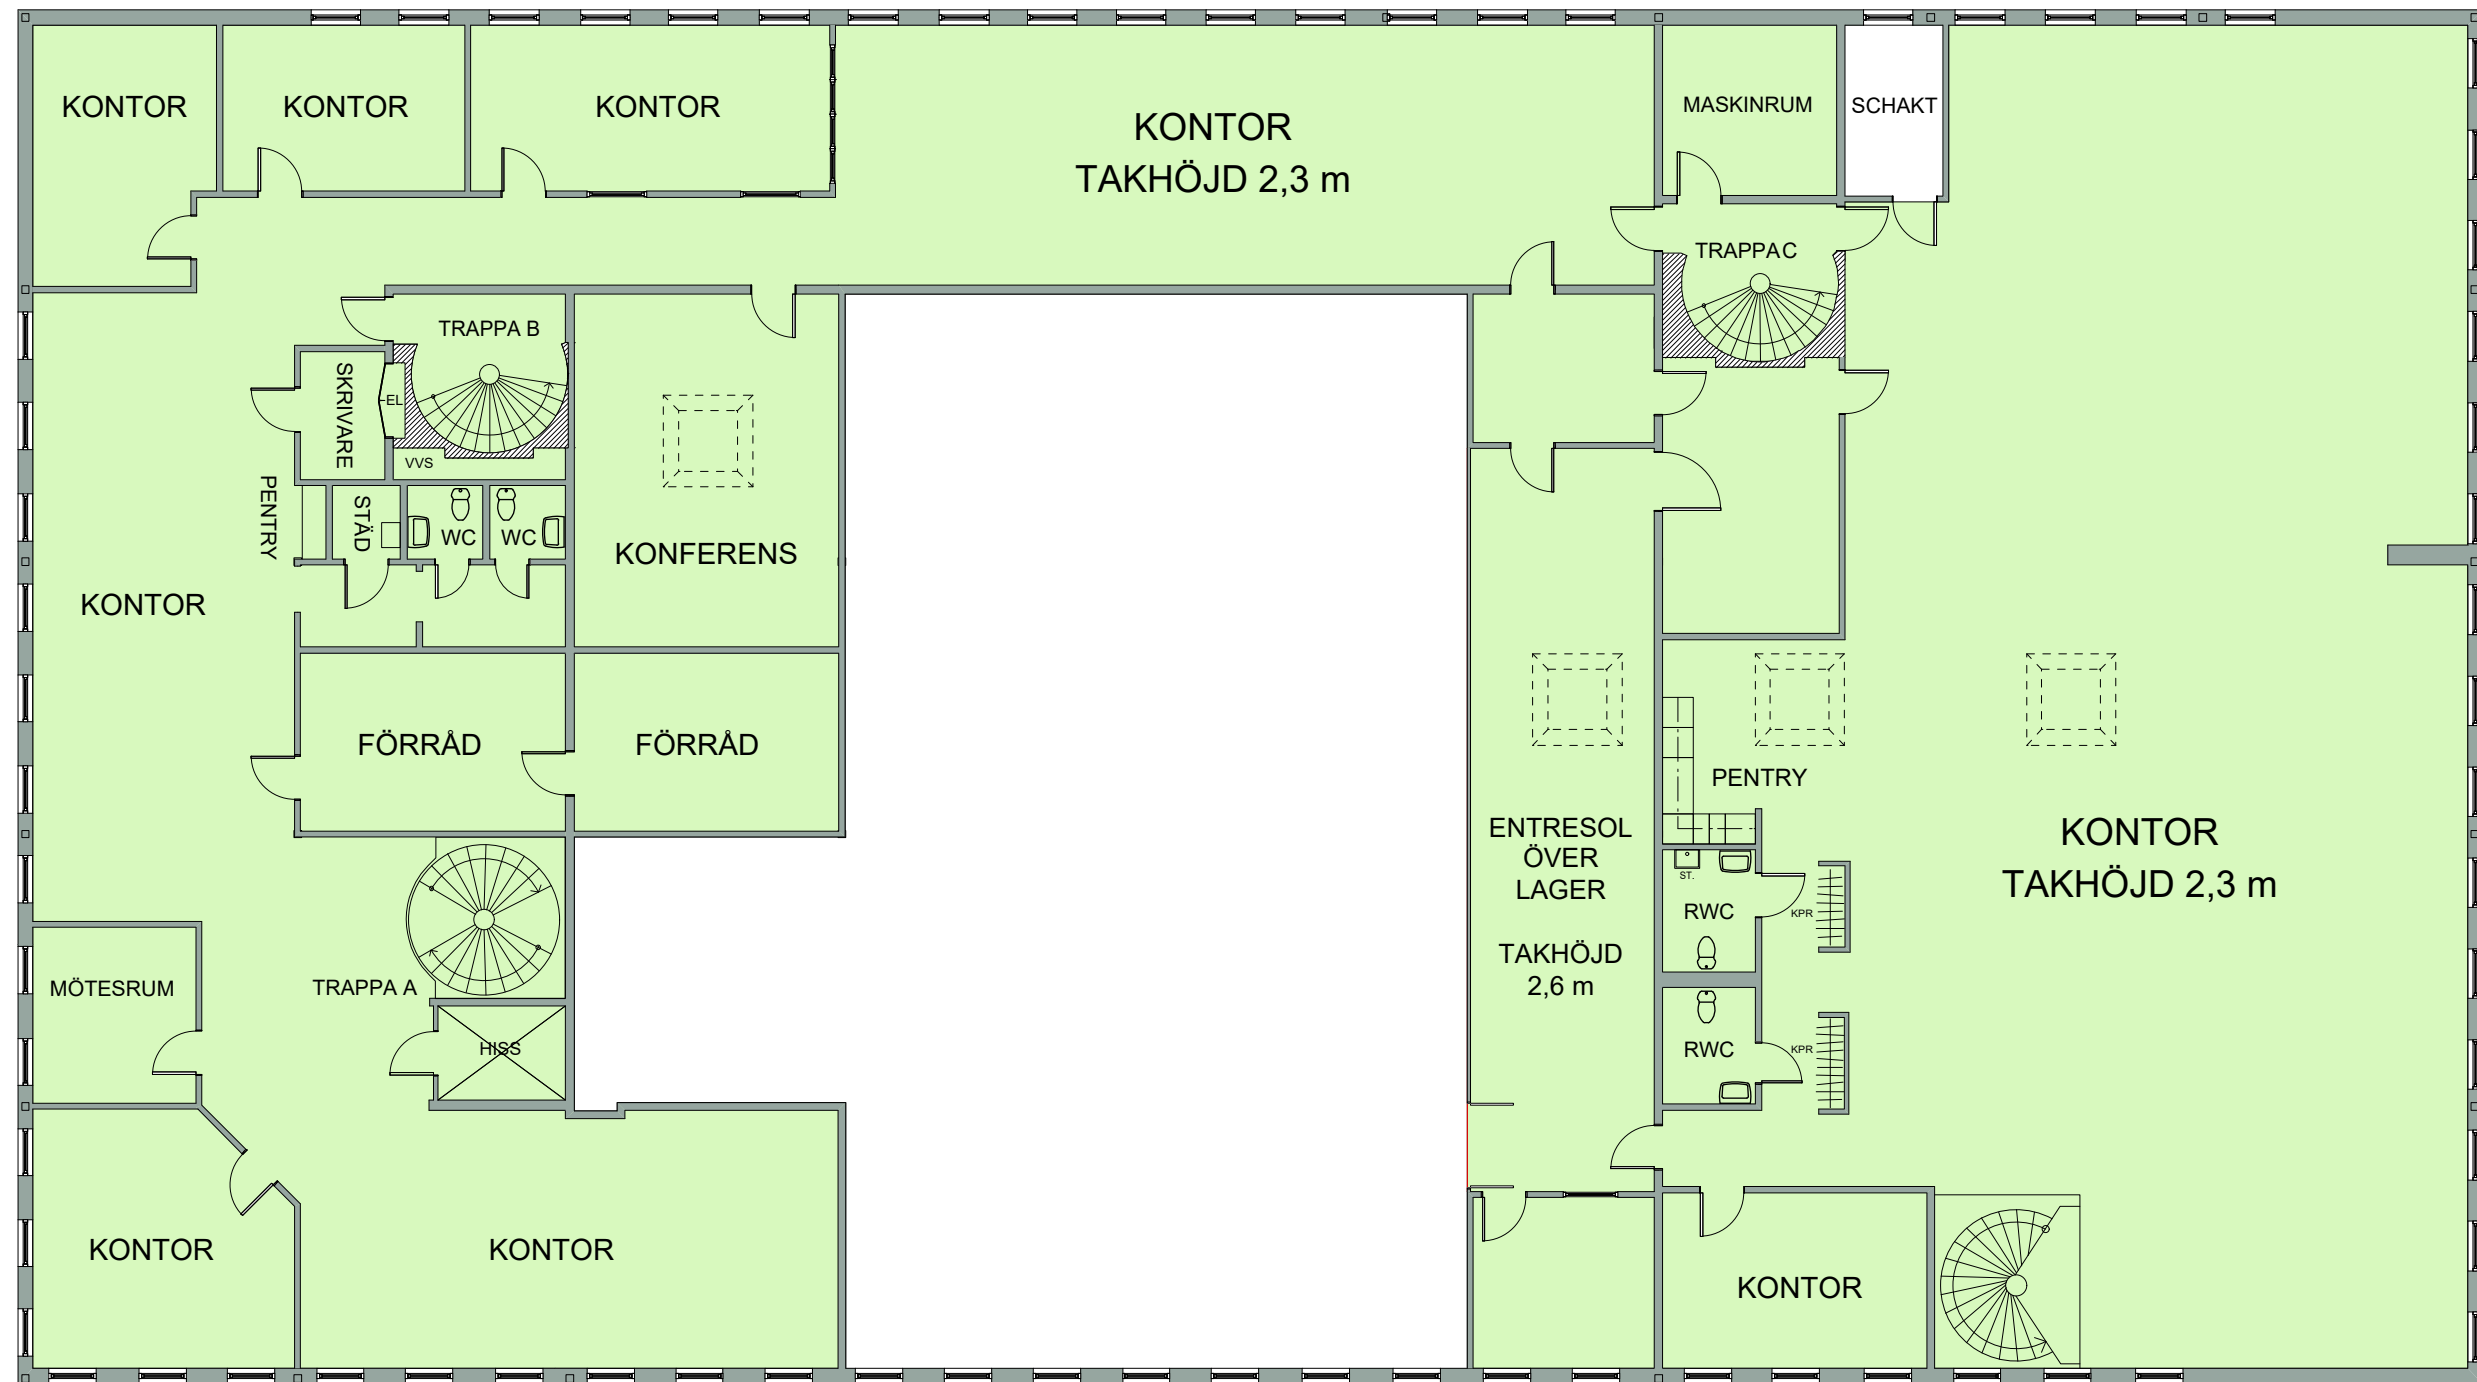 KONTOR
KONTOR
KONTOR
KONTOR
TAKHÖJD 2,3 m
MASKINRUM
SCHAKT
TRAPPA C
TRAPPA B
SKRIVARE
EL
VVS
PENTRY
STÄD
WC
WC
KONFERENS
KONTOR
FÖRRÅD
FÖRRÅD
PENTRY
ENTRESOL
ÖVER
LAGER
TAKHÖJD
2,6 m
KONTOR
TAKHÖJD 2,3 m
ST.
RWC
KPR
MÖTESRUM
TRAPPA A
HISS
RWC
KPR
KONTOR
KONTOR
KONTOR